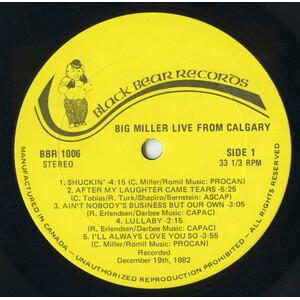 BLACK BEAR RECORDS
BIG MILLER LIVE FROM CALGARY
BBR 1006
STEREO
SIDE 1
33 1/3 RPM
1. SHUCKIN' -4:15 (C. Miller/Romil Music: PROCAN)
2. AFTER MY LAUGHTER CAME TEARS -5:25
(C. Tobias/R. Turk/Shapiro/Bernstein: ASCAP)
3. AIN'T NOBODY'S BUSINESS BUT OUR OWN -3:05
(R. Erlendsen/Darbee Music: CAPAC)
4. LULLABY -2:00
(R. Erlendsen/Darbee Music: CAPAC)
5. I'LL ALWAYS LOVE YOU SO -3:55
(C. Miller/Romil Music: PROCAN)
Recorded
December 19th, 1982
MANUFACTURED IN CANADA - UNAUTHORIZED REPRODUCTION PROHIBITED. ALL RIGHTS RESERVED